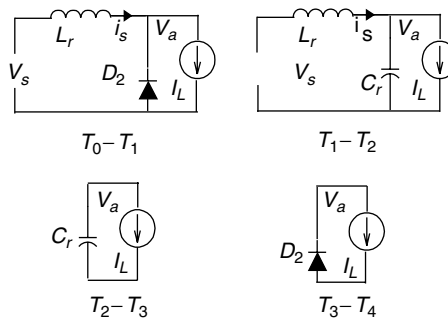 L_r i_s V_a
V_s D_2 I_L
T_0–T_1
L_r i_s V_a
V_s C_r I_L
T_1–T_2
V_a
C_r I_L
T_2–T_3
V_a
D_2 I_L
T_3–T_4